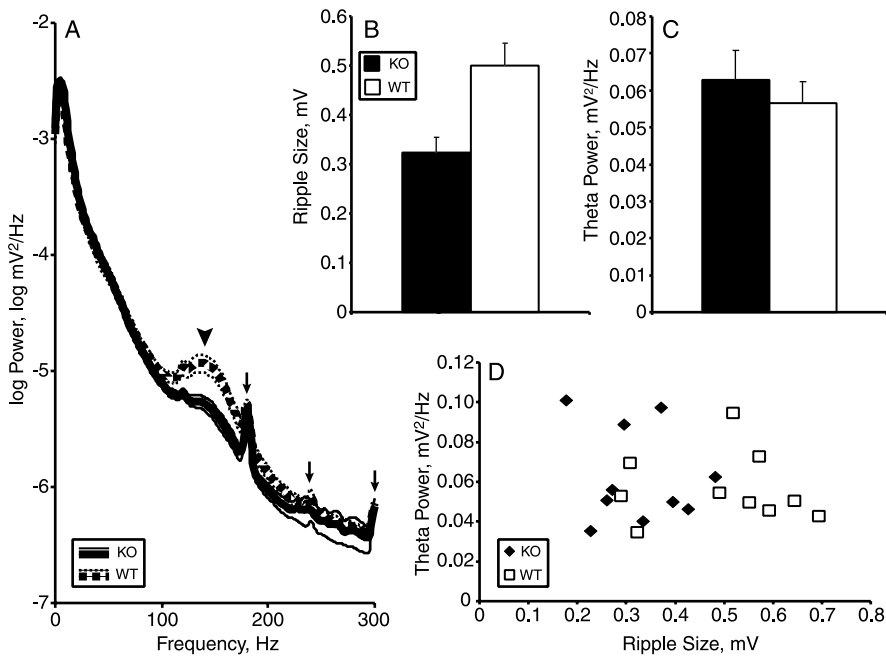 A
-2
-3
-4
-5
-6
-7
log Power, log mV²/Hz
0
100
200
300
Frequency, Hz
KO
WT
B
0.6
0.5
0.4
0.3
0.2
0.1
0
Ripple Size, mV
KO
WT
C
0.08
0.07
0.06
0.05
0.04
0.03
0.02
0.01
0
Theta Power, mV²/Hz
D
0.12
0.10
0.08
0.06
0.04
0.02
0
Theta Power, mV²/Hz
KO
WT
0
0.1
0.2
0.3
0.4
0.5
0.6
0.7
0.8
Ripple Size, mV